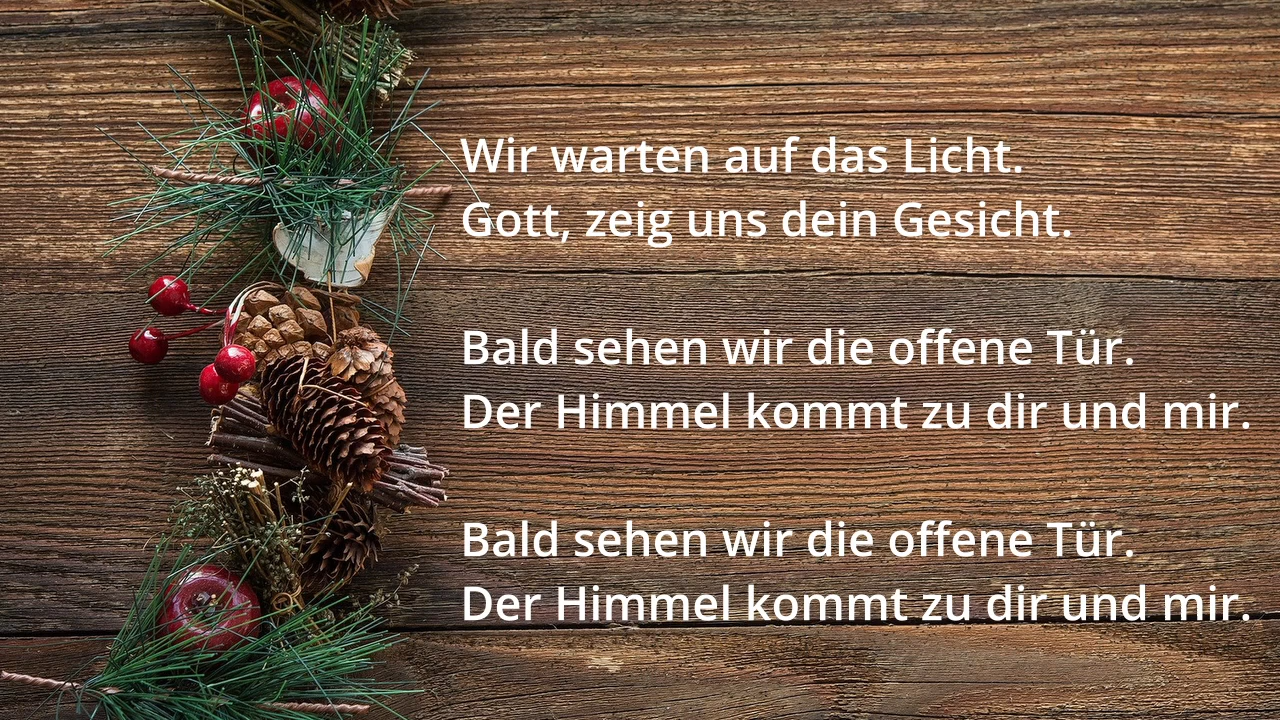 Wir warten auf das Licht.
Gott, zeig uns dein Gesicht.
Bald sehen wir die offene Tür.
Der Himmel kommt zu dir und mir.
Bald sehen wir die offene Tür.
Der Himmel kommt zu dir und mir.